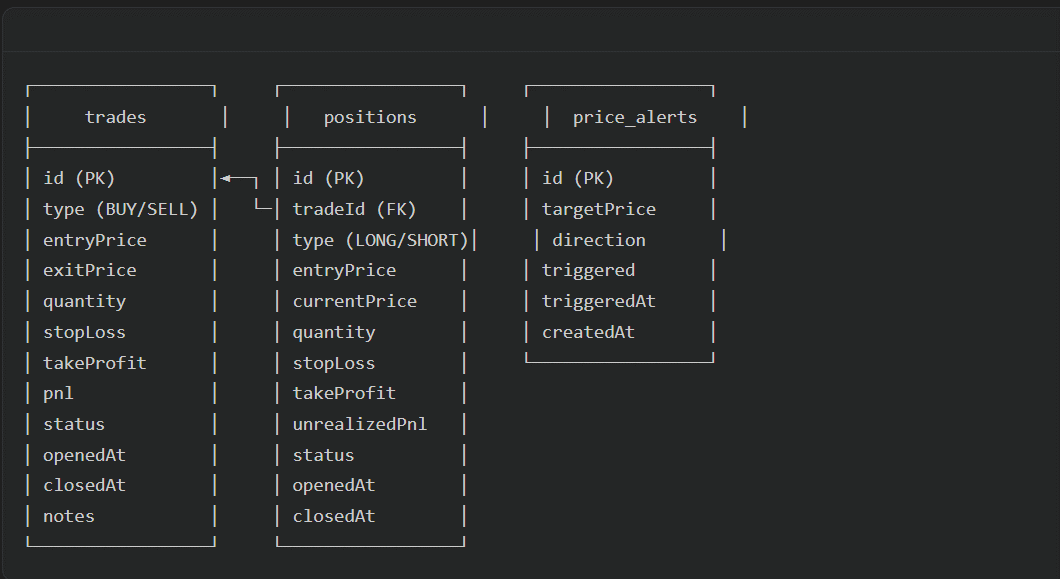 trades positions price_alerts
id (PK) id (PK) id (PK)
type (BUY/SELL) tradeId (FK) targetPrice
entryPrice type (LONG/SHORT) direction
exitPrice entryPrice triggered
quantity currentPrice triggeredAt
stopLoss quantity createdAt
takeProfit stopLoss
pnl takeProfit
status unrealizedPnl
openedAt status
closedAt openedAt
notes closedAt